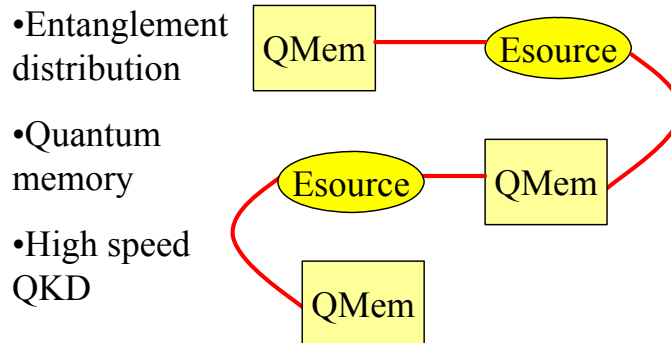 •Entanglement
distribution
•Quantum
memory
•High speed
QKD
QMem
Esource
Esource
QMem
QMem